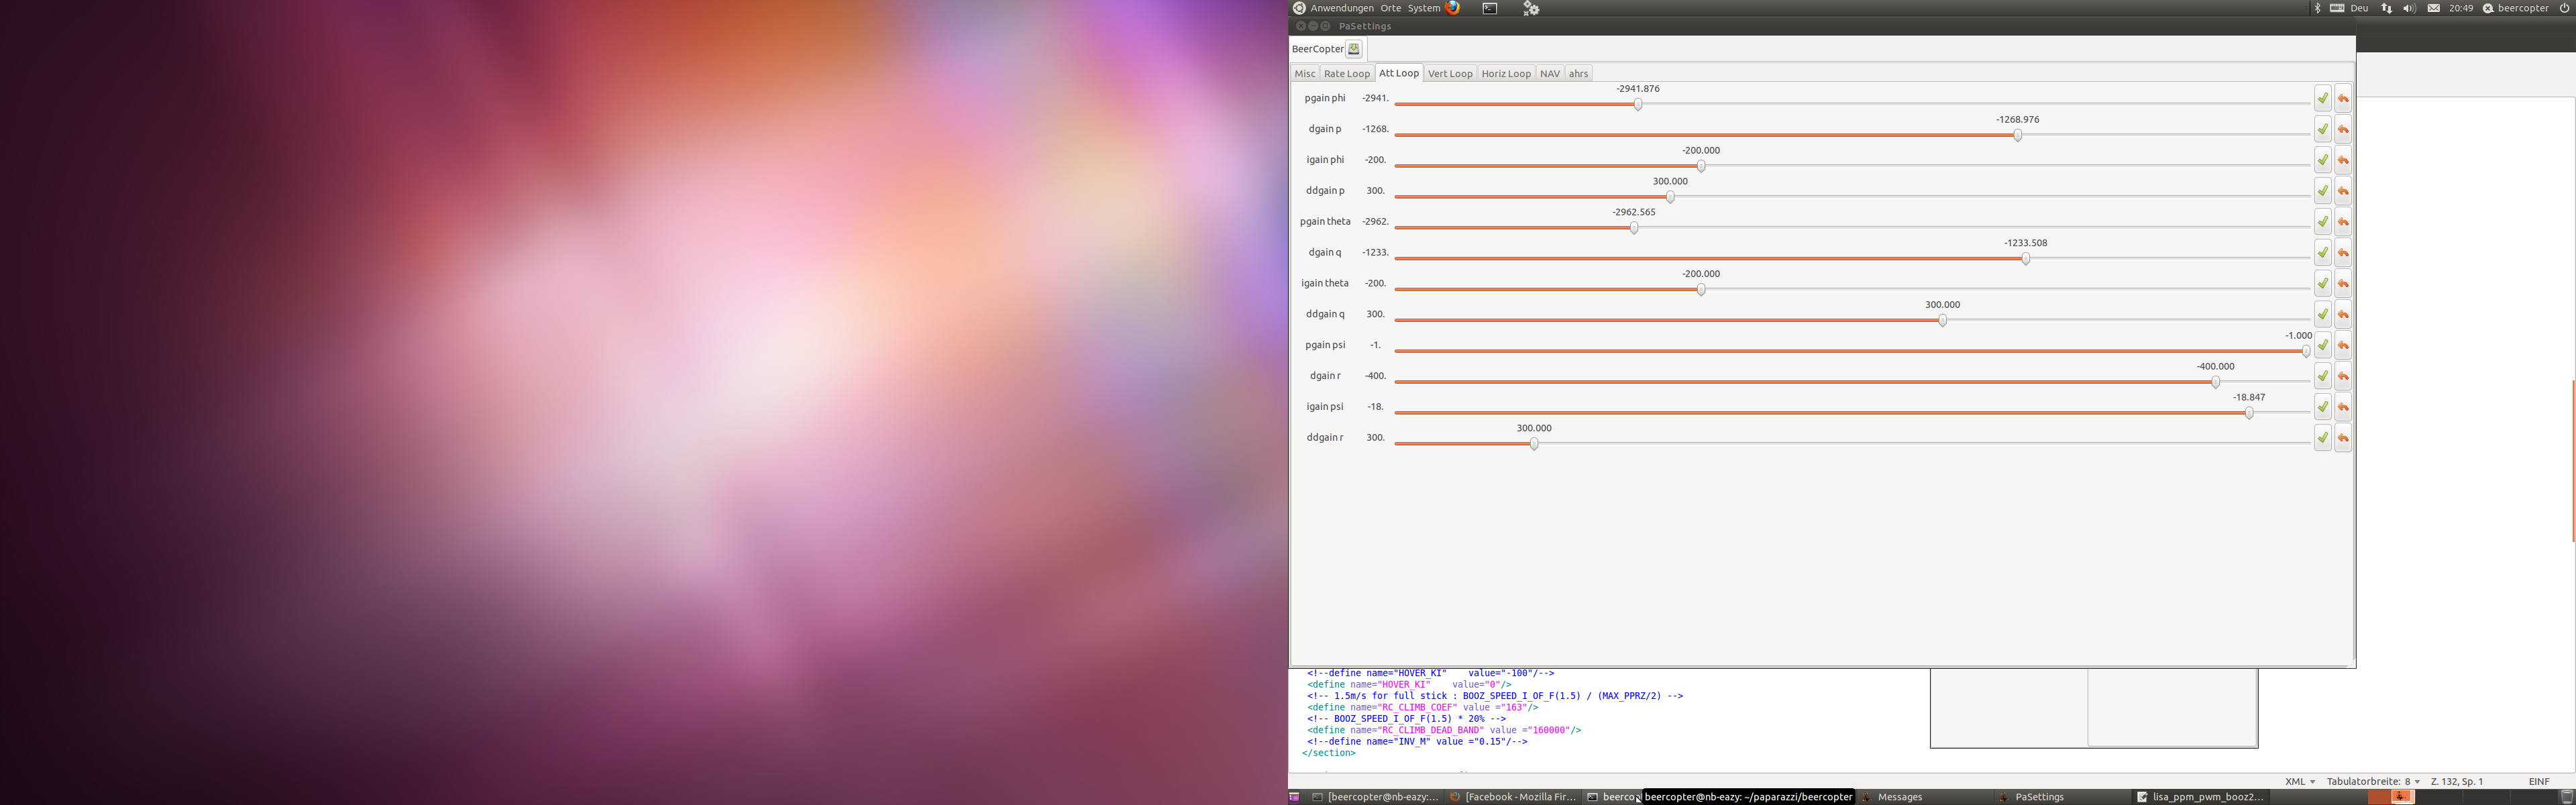 Anwendungen Orte System
Deu 20:49 beercopter
PaSettings
BeerCopter
Misc Rate Loop Att Loop Vert Loop Horiz Loop NAV ahrs
pgain phi -2941. -2941.876
dgain p -1268. -1268.976
igain phi -200. -200.000
ddgain p 300. 300.000
pgain theta -2962. -2962.565
dgain q -1233. -1233.508
igain theta -200. -200.000
ddgain q 300. 300.000
pgain psi -1. -1.000
dgain r -400. -400.000
igain psi -18. -18.847
ddgain r 300. 300.000
<!--define name="HOVER_KI" value="-100"/-->
<define name="HOVER_KI" value="0"/>
<!-- 1.5m/s for full stick : BOOZ_SPEED_I_OF_F(1.5) / (MAX_PPRZ/2) -->
<define name="RC_CLIMB_COEF" value ="163"/>
<!-- BOOZ_SPEED_I_OF_F(1.5) * 20% -->
<define name="RC_CLIMB_DEAD_BAND" value ="160000"/>
<!--define name="INV_M" value ="0.15"/-->
</section>
XML Tabulatorbreite: 8 Z. 132, Sp. 1 EINF
[beercopter@nb-eazy:... [Facebook - Mozilla Fir... beerco beercopter@nb-eazy: ~/paparazzi/beercopter Messages PaSettings lisa_ppm_pwm_booz2...